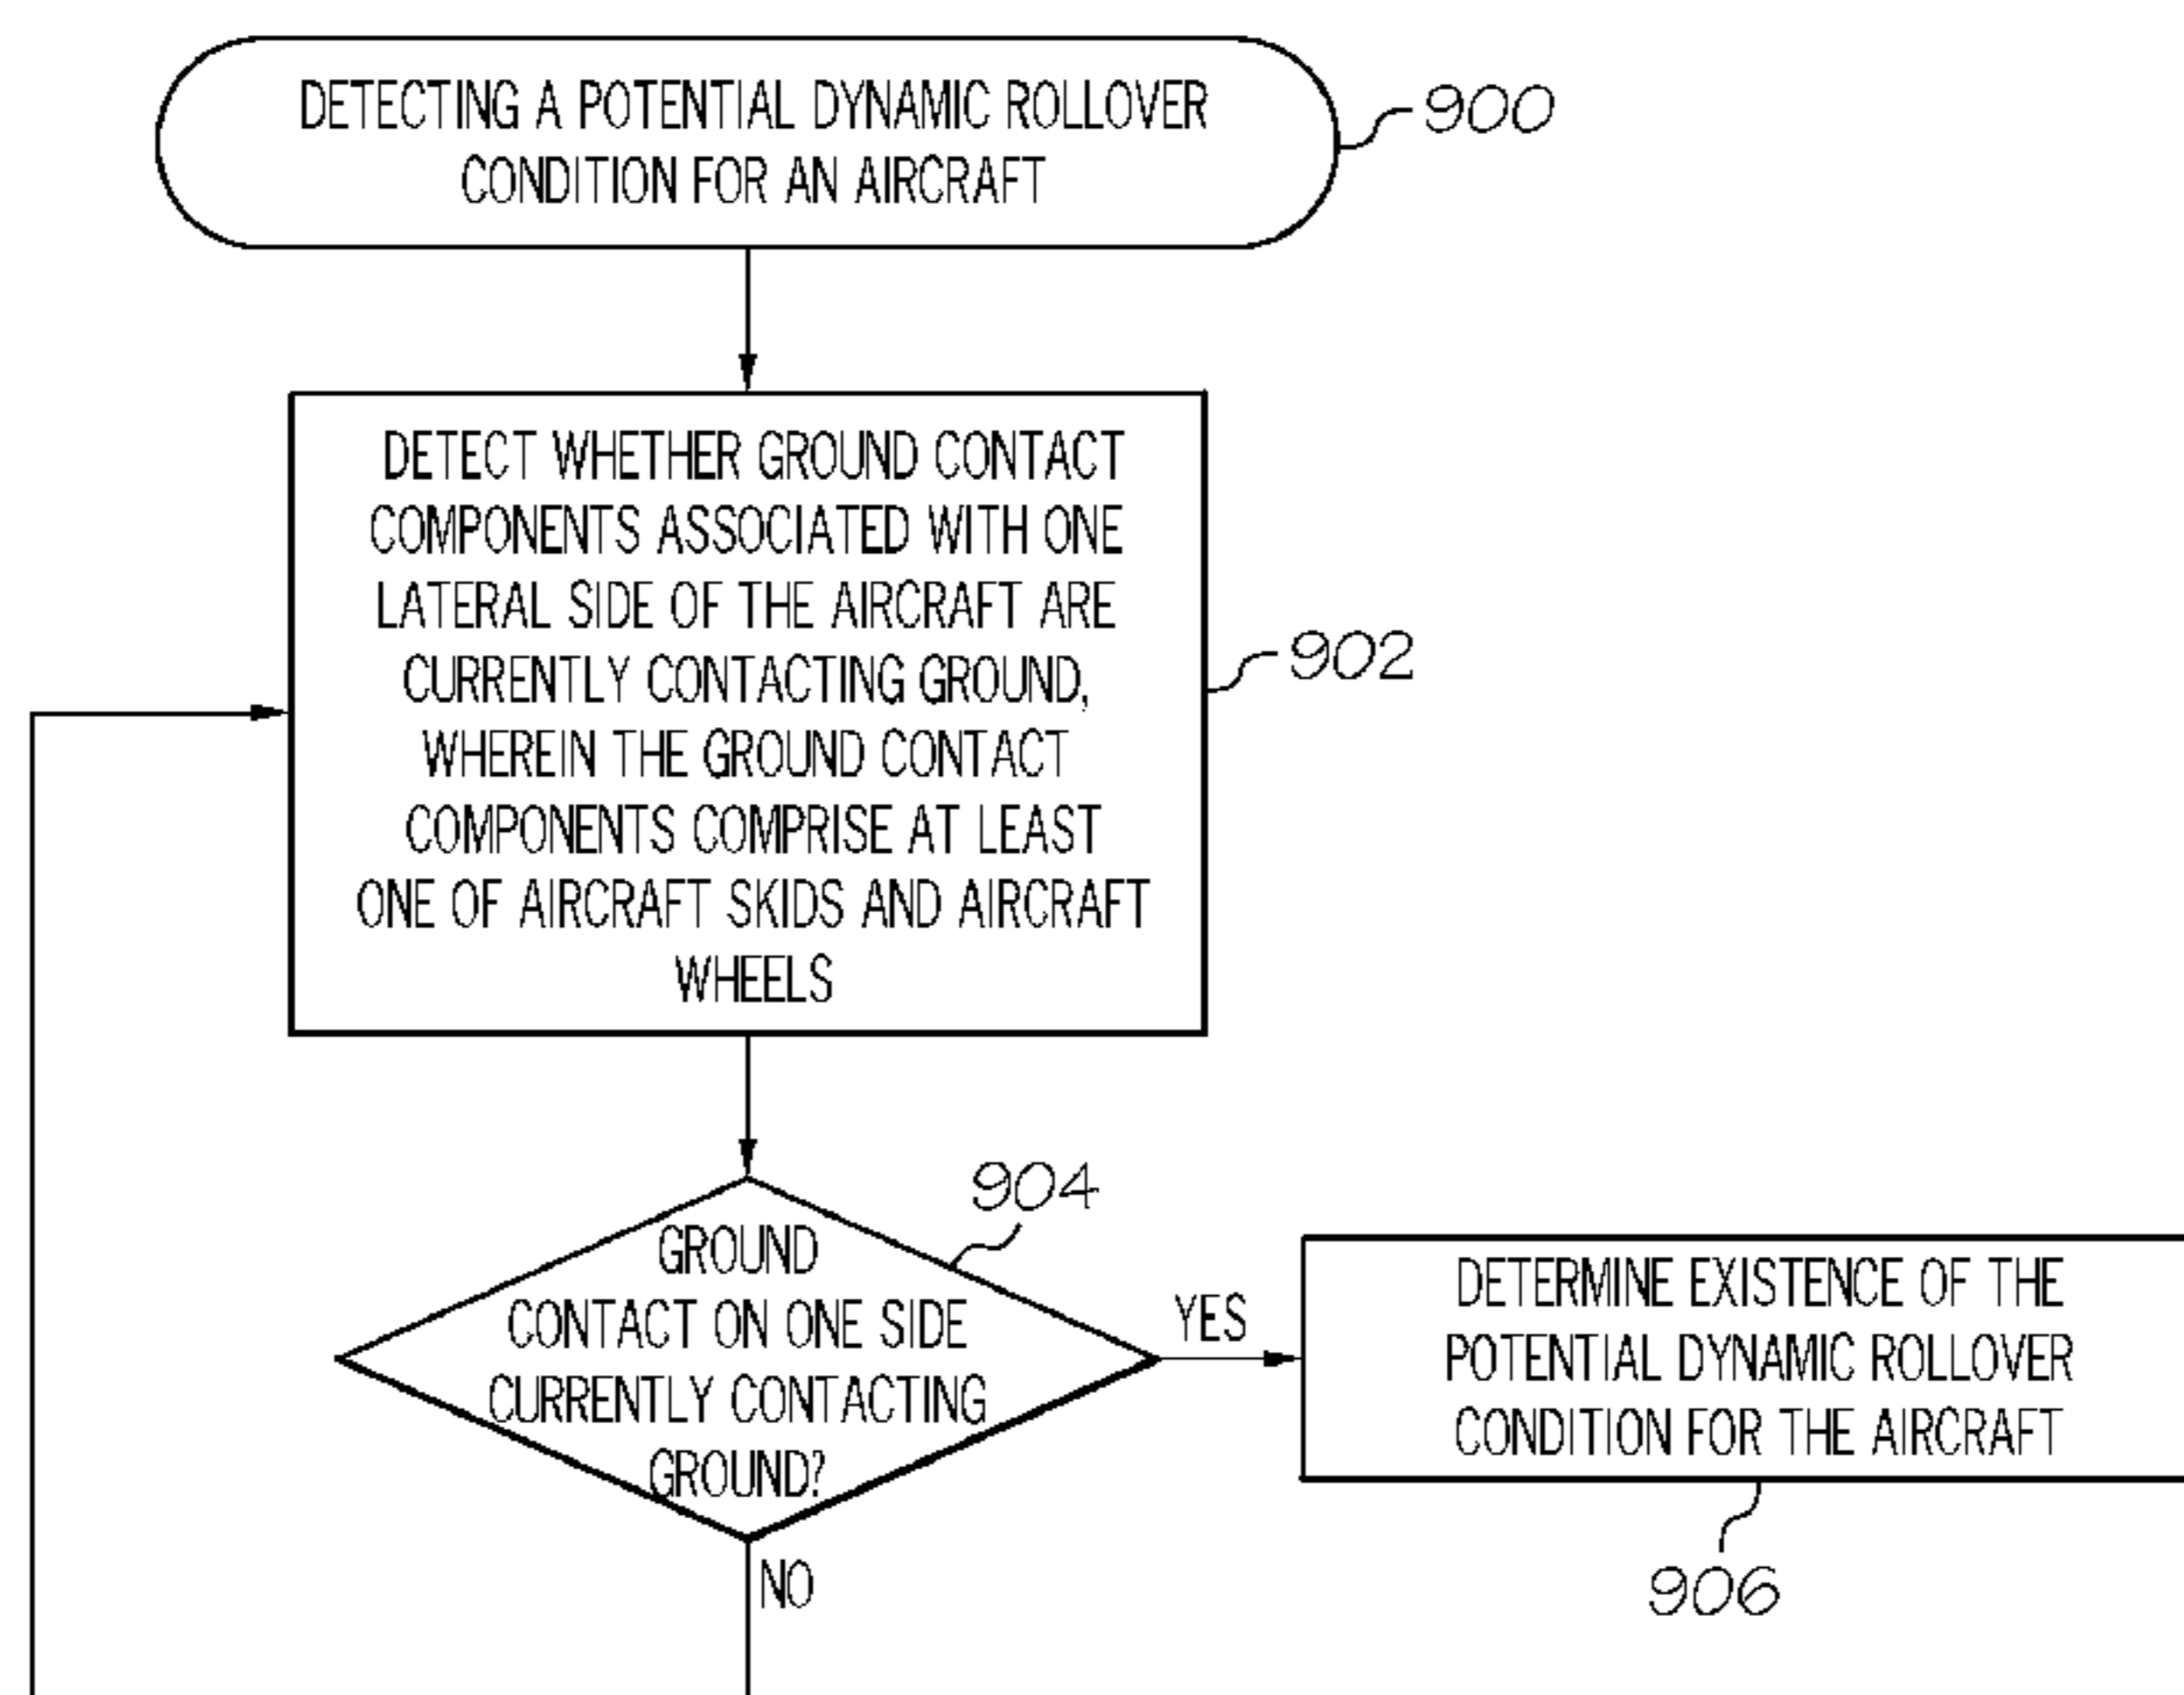 DETECTING A POTENTIAL DYNAMIC ROLLOVER
CONDITION FOR AN AIRCRAFT
900
DETECT WHETHER GROUND CONTACT
COMPONENTS ASSOCIATED WITH ONE
LATERAL SIDE OF THE AIRCRAFT ARE
CURRENTLY CONTACTING GROUND,
WHEREIN THE GROUND CONTACT
COMPONENTS COMPRISE AT LEAST
ONE OF AIRCRAFT SKIDS AND AIRCRAFT
WHEELS
902
904
GROUND
CONTACT ON ONE SIDE
CURRENTLY CONTACTING
GROUND?
YES
DETERMINE EXISTENCE OF THE
POTENTIAL DYNAMIC ROLLOVER
CONDITION FOR THE AIRCRAFT
906
NO